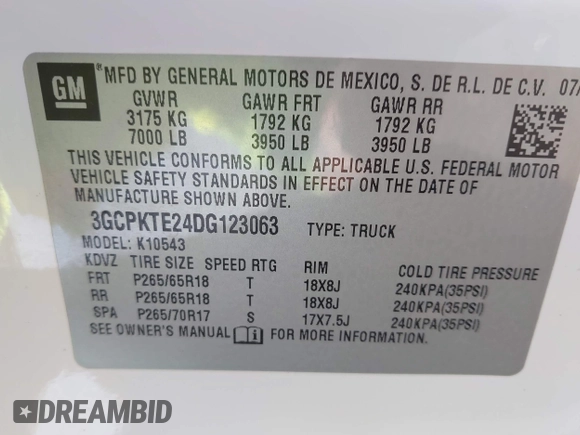 GM
MFD BY GENERAL MOTORS DE MEXICO, S. DE R.L. DE C.V. 07/
GVWR GAWR FRT GAWR RR
3175 KG 1792 KG 1792 KG
7000 LB 3950 LB 3950 LB
THIS VEHICLE CONFORMS TO ALL APPLICABLE U.S. FEDERAL MOTOR
VEHICLE SAFETY STANDARDS IN EFFECT ON THE DATE OF
MANUFACTURE SHOWN ABOVE.
3GCPKTE24DG123063 TYPE: TRUCK
MODEL: K10543
KDVZ TIRE SIZE SPEED RTG RIM COLD TIRE PRESSURE
FRT P265/65R18 T 18X8J 240KPA(35PSI)
RR P265/65R18 T 18X8J 240KPA(35PSI)
SPA P265/70R17 S 17X7.5J 240KPA(35PSI)
SEE OWNER'S MANUAL FOR MORE INFORMATION.
DREAMBID